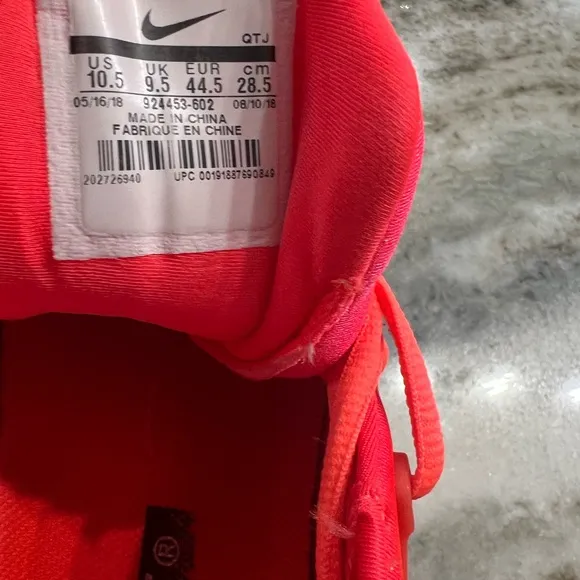 QTJ
US UK EUR cm
10.5 9.5 44.5 28.5
05/16/18 924453-602 08/10/18
MADE IN CHINA
FABRIQUE EN CHINE
202726940 UPC 00191887690849
®